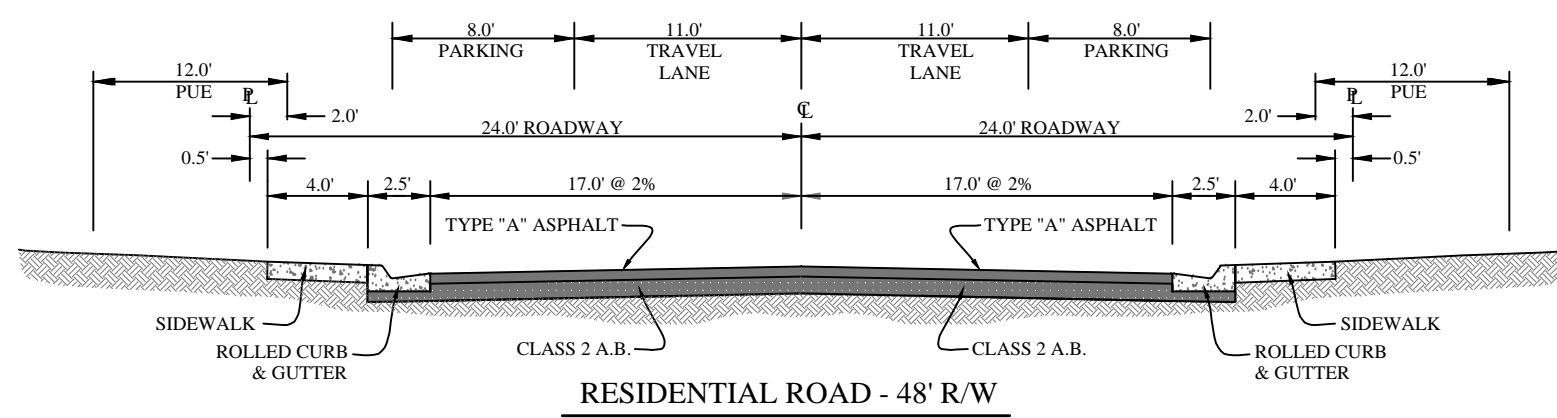 8.0' 11.0' 11.0' 8.0'
PARKING TRAVEL TRAVEL PARKING
LANE LANE
12.0' 12.0'
PUE PUE
PL CL PL
2.0' 2.0'
24.0' ROADWAY 24.0' ROADWAY
0.5' 0.5'
4.0' 2.5' 17.0' @ 2% 17.0' @ 2% 2.5' 4.0'
TYPE "A" ASPHALT TYPE "A" ASPHALT
SIDEWALK SIDEWALK
ROLLED CURB CLASS 2 A.B. CLASS 2 A.B. ROLLED CURB
& GUTTER & GUTTER
RESIDENTIAL ROAD - 48' R/W